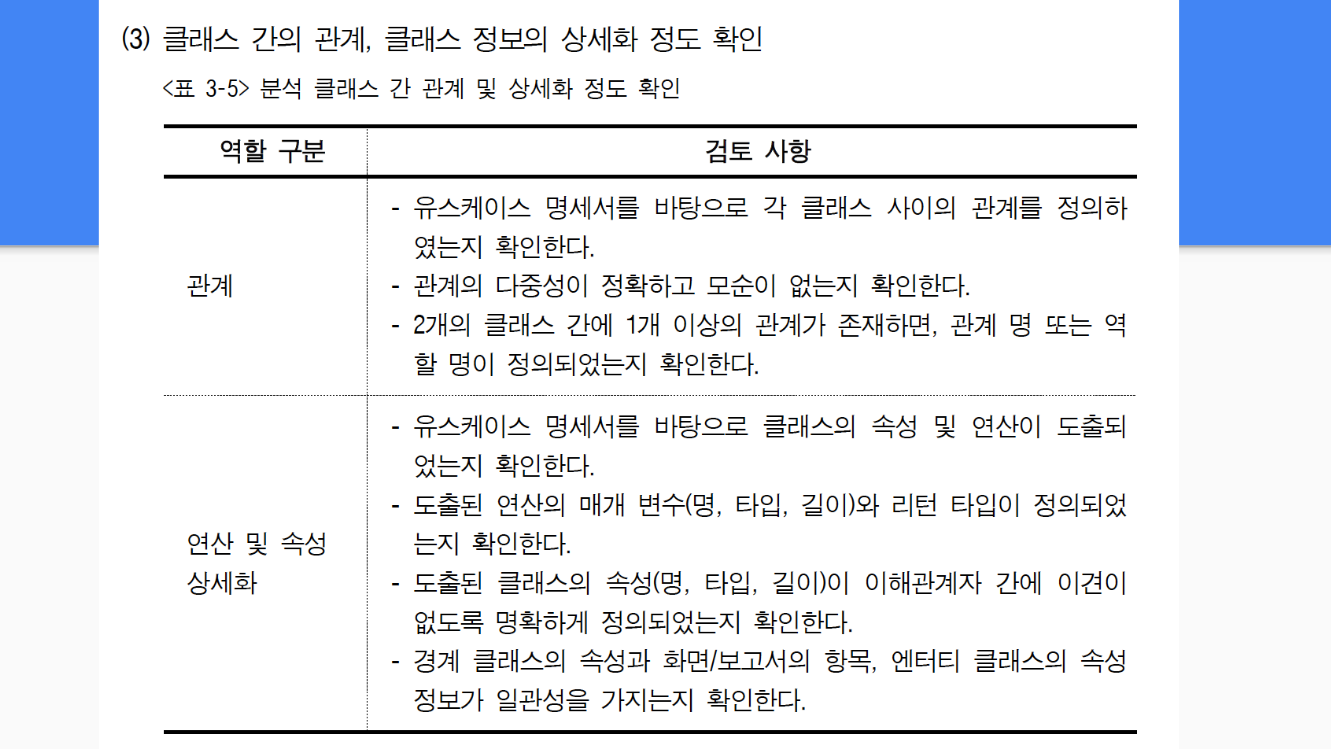 (3) 클래스 간의 관계, 클래스 정보의 상세화 정도 확인
<표 3-5> 분석 클래스 간 관계 및 상세화 정도 확인
역할 구분 검토 사항
관계
- 유스케이스 명세서를 바탕으로 각 클래스 사이의 관계를 정의하
였는지 확인한다.
- 관계의 다중성이 정확하고 모순이 없는지 확인한다.
- 2개의 클래스 간에 1개 이상의 관계가 존재하면, 관계 명 또는 역
할 명이 정의되었는지 확인한다.
연산 및 속성
상세화
- 유스케이스 명세서를 바탕으로 클래스의 속성 및 연산이 도출되
었는지 확인한다.
- 도출된 연산의 매개 변수(명, 타입, 길이)와 리턴 타입이 정의되었
는지 확인한다.
- 도출된 클래스의 속성(명, 타입, 길이)이 이해관계자 간에 이견이
없도록 명확하게 정의되었는지 확인한다.
- 경계 클래스의 속성과 화면/보고서의 항목, 엔터티 클래스의 속성
정보가 일관성을 가지는지 확인한다.